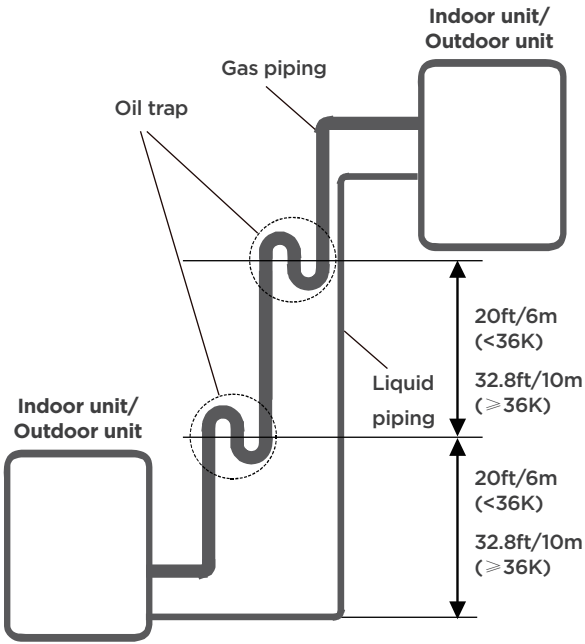 Indoor unit/
Outdoor unit
Gas piping
Oil trap
20ft/6m
(<36K)
32.8ft/10m
(⩾36K)
Liquid
piping
Indoor unit/
Outdoor unit
20ft/6m
(<36K)
32.8ft/10m
(⩾36K)